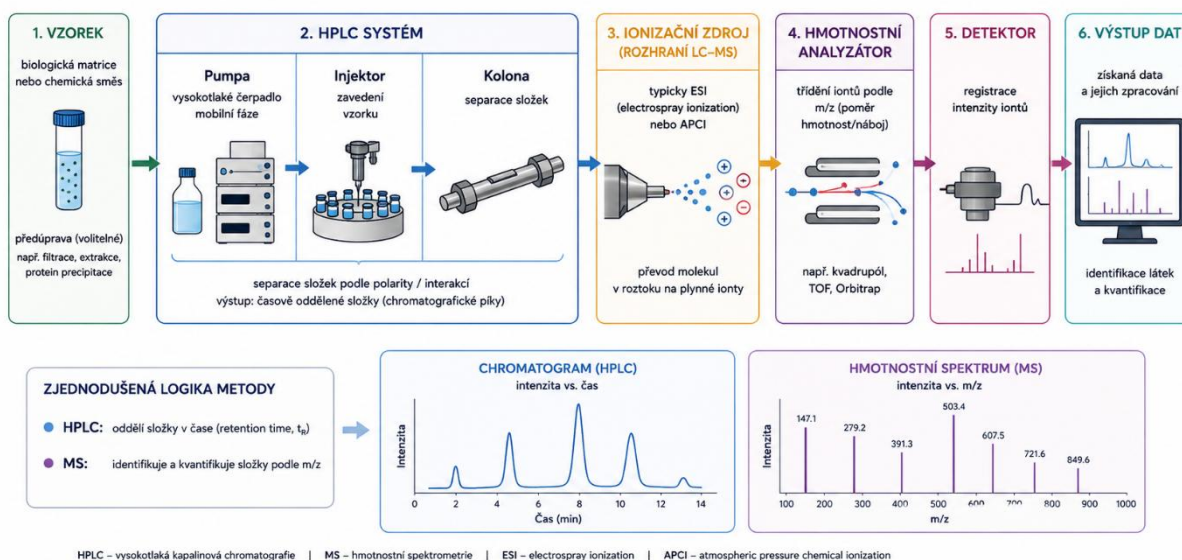 1. VZOREK
biologická matrice
nebo chemická směs
předúprava (volitelné)
např. filtrace, extrakce,
protein precipitace
2. HPLC SYSTÉM
Pumpa
vysokotlaké čerpadlo
mobilní fáze
Injektor
zavedení
vzorku
Kolona
separace složek
separace složek podle polarity / interakcí
výstup: časově oddělené složky (chromatografické píky)
3. IONIZAČNÍ ZDROJ
(ROZHRANÍ LC–MS)
typicky ESI
(electrospray ionization)
nebo APCI
převod molekul
v roztoku na plynné ionty
4. HMOTNOSTNÍ
ANALYZÁTOR
třídění iontů podle
m/z (poměr
hmotnost/náboj)
např. kvadrupól,
TOF, Orbitrap
5. DETEKTOR
registrace
intenzity iontů
6. VÝSTUP DAT
získaná data
a jejich zpracování
identifikace látek
a kvantifikace
ZJEDNODUŠENÁ LOGIKA METODY
HPLC: oddělí složky v čase (retention time, tR)
MS: identifikuje a kvantifikuje složky podle m/z
CHROMATOGRAM (HPLC)
intenzita vs. čas
Intenzita
0 2 4 6 8 10 12 14
Čas (min)
HMOTNOSTNÍ SPEKTRUM (MS)
intenzita vs. m/z
Intenzita
147.1 279.2 391.3 503.4 607.5 721.6 849.6
100 200 300 400 500 600 700 800 900 1000
m/z
HPLC – vysokotlaká kapalinová chromatografie | MS – hmotnostní spektrometrie | ESI – electrospray ionization | APCI – atmospheric pressure chemical ionization